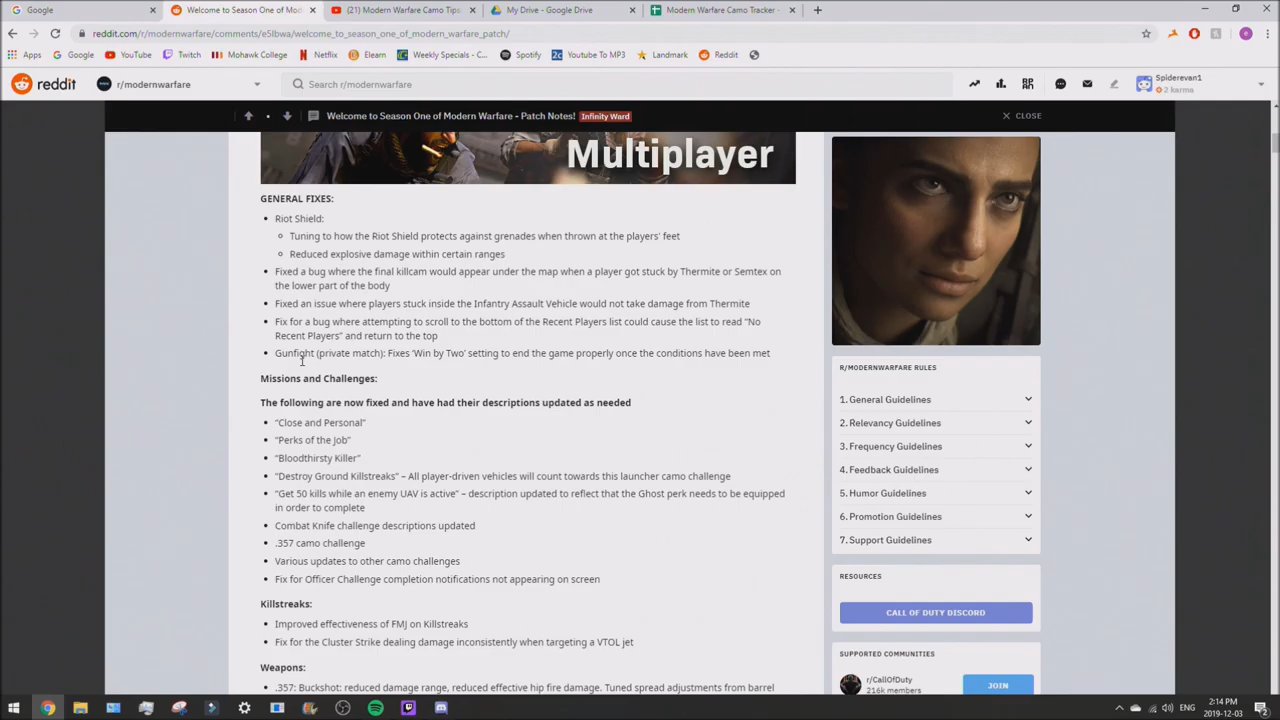 Google
Welcome to Season One of Mod
(21) Modern Warfare Camo Tips
My Drive - Google Drive
Modern Warfare Camo Tracker -
reddit.com/r/modernwarfare/comments/e5lbwa/welcome_to_season_one_of_modern_warfare_patch/
Apps Google YouTube Imported Mohawk College Netflix Elearn Weekly Specials - C... Spotify Youtube To MP3 Landmark Reddit
reddit r/modernwarfare Search r/modernwarfare Spiderevan1
2 karma
Welcome to Season One of Modern Warfare - Patch Notes! Infinity Ward CLOSE
Multiplayer
GENERAL FIXES:
Riot Shield:
Tuning to how the Riot Shield protects against grenades when thrown at the players' feet
Reduced explosive damage within certain ranges
Fixed a bug where the final killcam would appear under the map when a player got stuck by Thermite or Semtex on
the lower part of the body
Fixed an issue where players stuck inside the Infantry Assault Vehicle would not take damage from Thermite
Fix for a bug where attempting to scroll to the bottom of the Recent Players list could cause the list to read "No
Recent Players" and return to the top
Gunfight (private match): Fixes 'Win by Two' setting to end the game properly once the conditions have been met
Missions and Challenges:
The following are now fixed and have had their descriptions updated as needed
"Close and Personal"
"Perks of the Job"
"Bloodthirsty Killer"
"Destroy Ground Killstreaks" – All player-driven vehicles will count towards this launcher camo challenge
"Get 50 kills while an enemy UAV is active" – description updated to reflect that the Ghost perk needs to be equipped
in order to complete
Combat Knife challenge descriptions updated
.357 camo challenge
Various updates to other camo challenges
Fix for Officer Challenge completion notifications not appearing on screen
Killstreaks:
Improved effectiveness of FMJ on Killstreaks
Fix for the Cluster Strike dealing damage inconsistently when targeting a VTOL jet
Weapons:
.357: Buckshot: reduced damage range, reduced effective hip fire damage. Tuned spread adjustments from barrel
R/MODERNWARFARE RULES
1. General Guidelines
2. Relevancy Guidelines
3. Frequency Guidelines
4. Feedback Guidelines
5. Humor Guidelines
6. Promotion Guidelines
7. Support Guidelines
RESOURCES
CALL OF DUTY DISCORD
SUPPORTED COMMUNITIES
r/CallOfDuty
216k members
JOIN
ENG
2:14 PM
2019-12-03